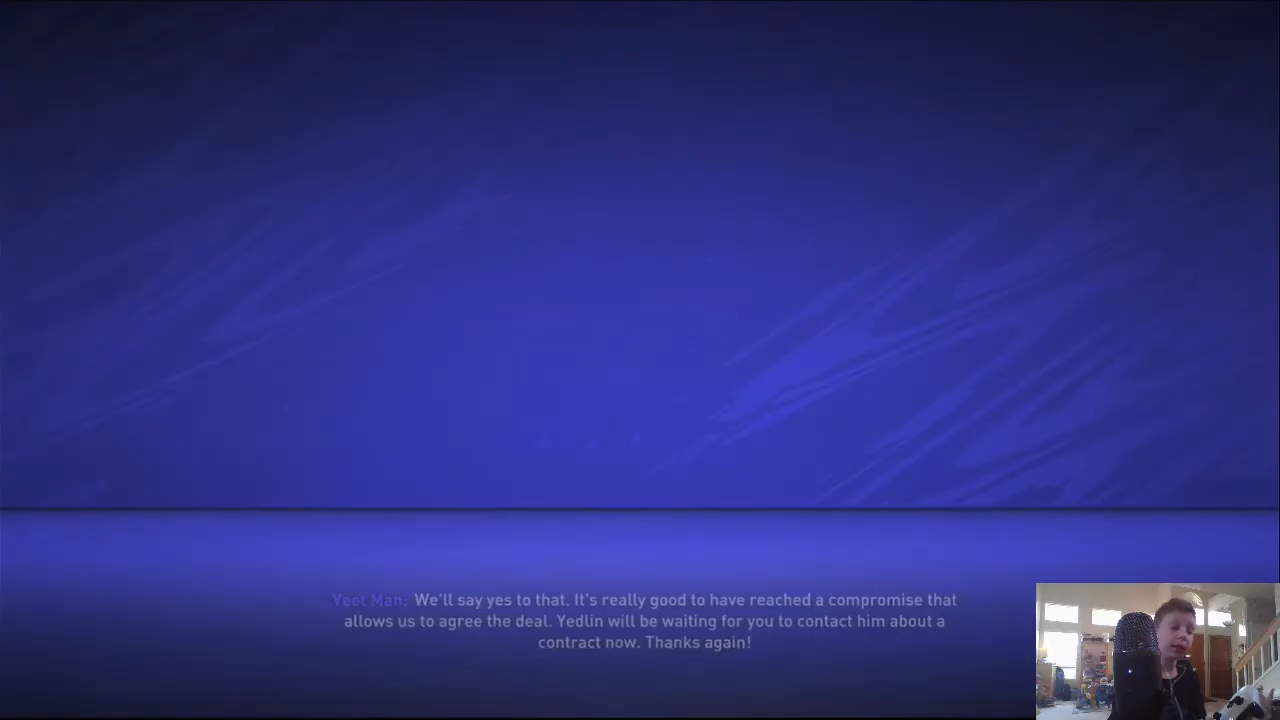 Yeet Man: We'll say yes to that. It's really good to have reached a compromise that
allows us to agree the deal. Yedlin will be waiting for you to contact him about a
contract now. Thanks again!